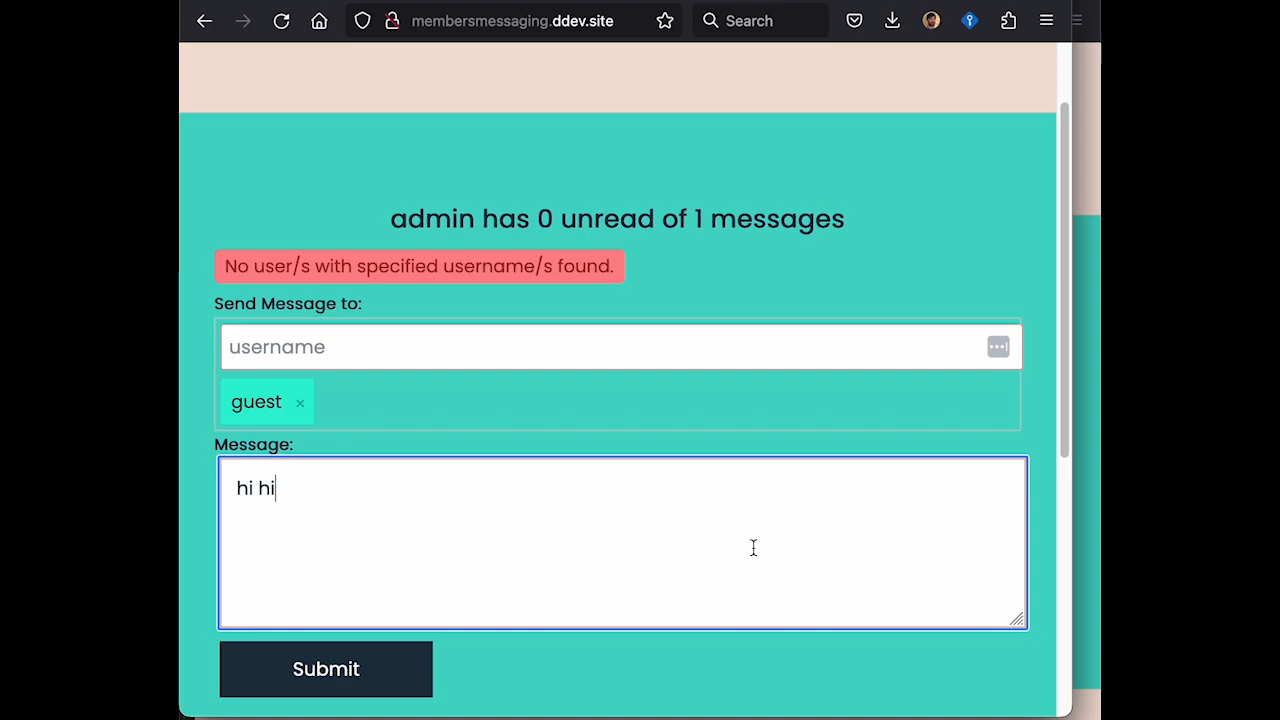 membersmessaging.ddev.site
Search
admin has 0 unread of 1 messages
No user/s with specified username/s found.
Send Message to:
username
guest ×
Message:
hi hi
Submit